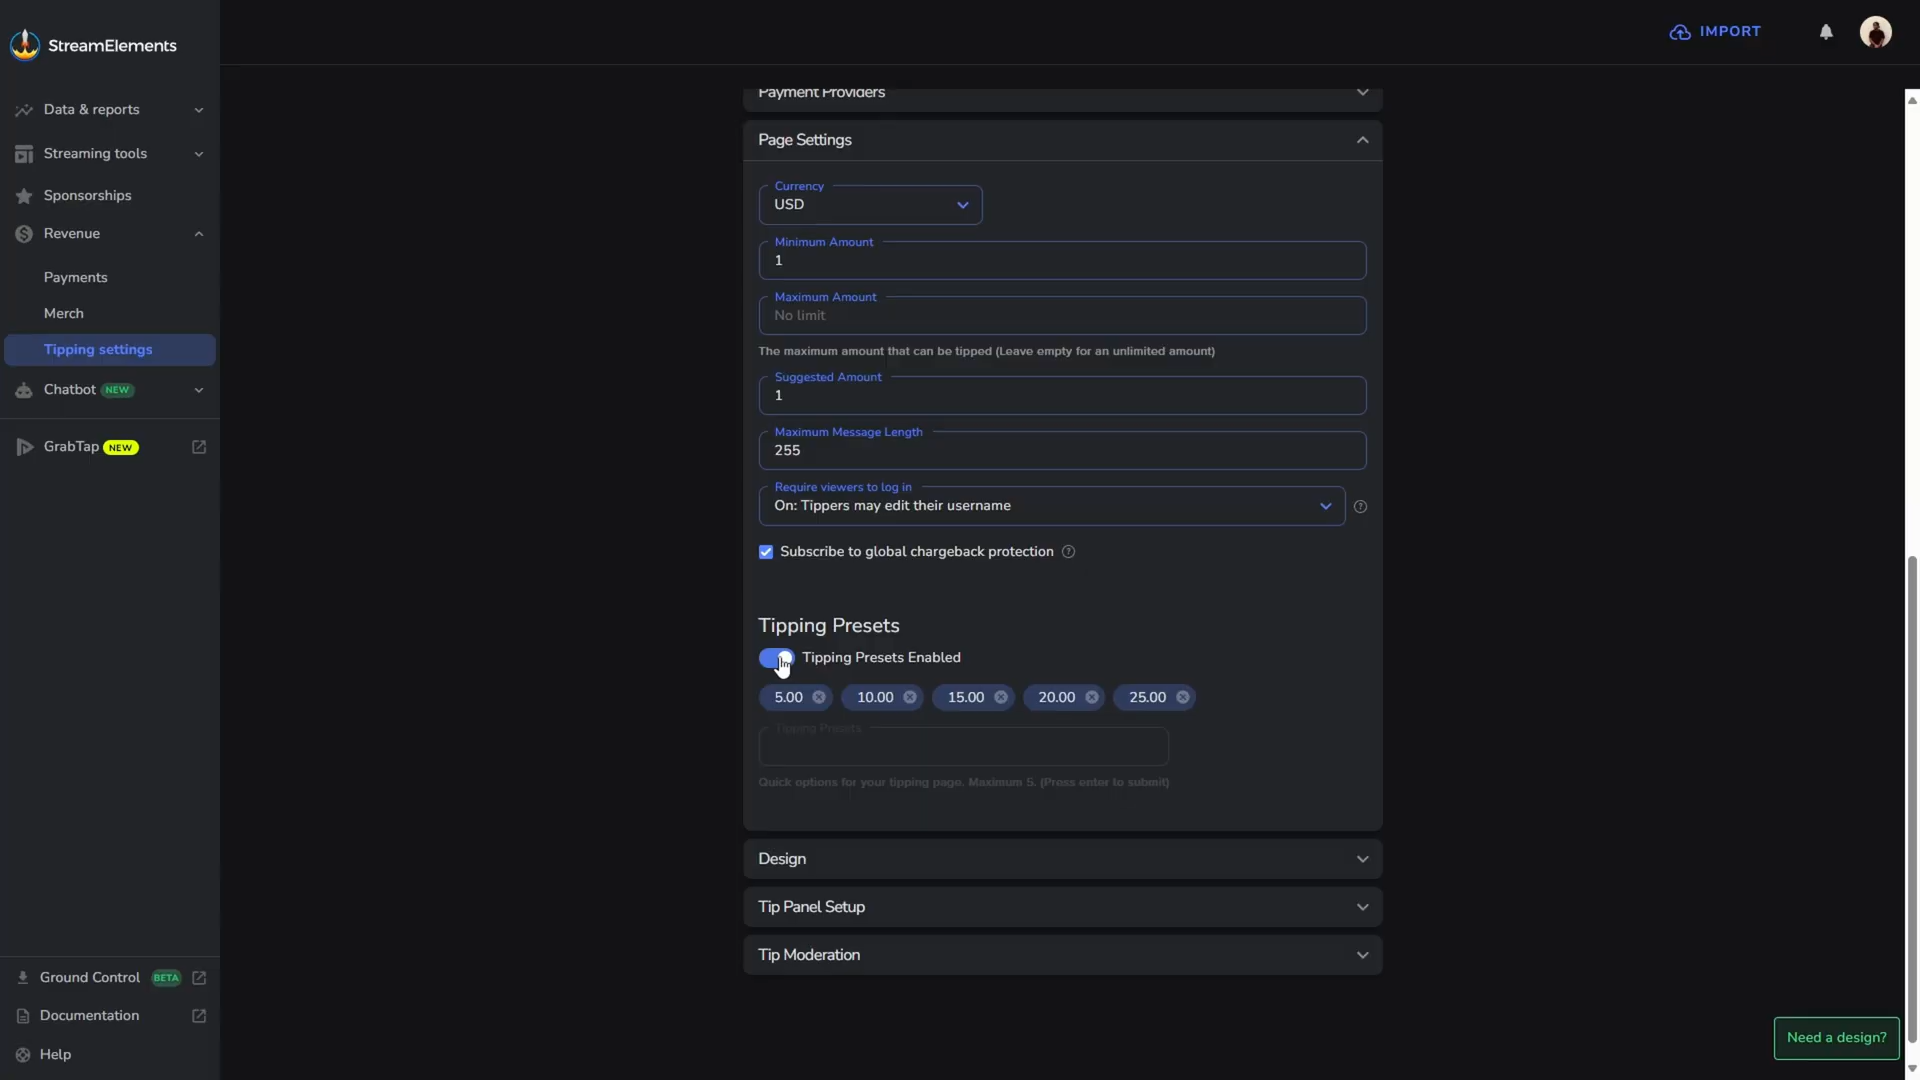 StreamElements
IMPORT
Data & reports
Streaming tools
Sponsorships
Revenue
Payments
Merch
Tipping settings
Chatbot NEW
GrabTap NEW
Ground Control BETA
Documentation
Help
Payment Providers
Page Settings
Currency
USD
Minimum Amount
1
Maximum Amount
No limit
The maximum amount that can be tipped (Leave empty for an unlimited amount)
Suggested Amount
1
Maximum Message Length
255
Require viewers to log in
On: Tippers may edit their username
Subscribe to global chargeback protection
Tipping Presets
Tipping Presets Enabled
5.00 10.00 15.00 20.00 25.00
Tipping Presets
Quick options for your tipping page. Maximum 5. (Press enter to submit)
Design
Tip Panel Setup
Tip Moderation
Need a design?